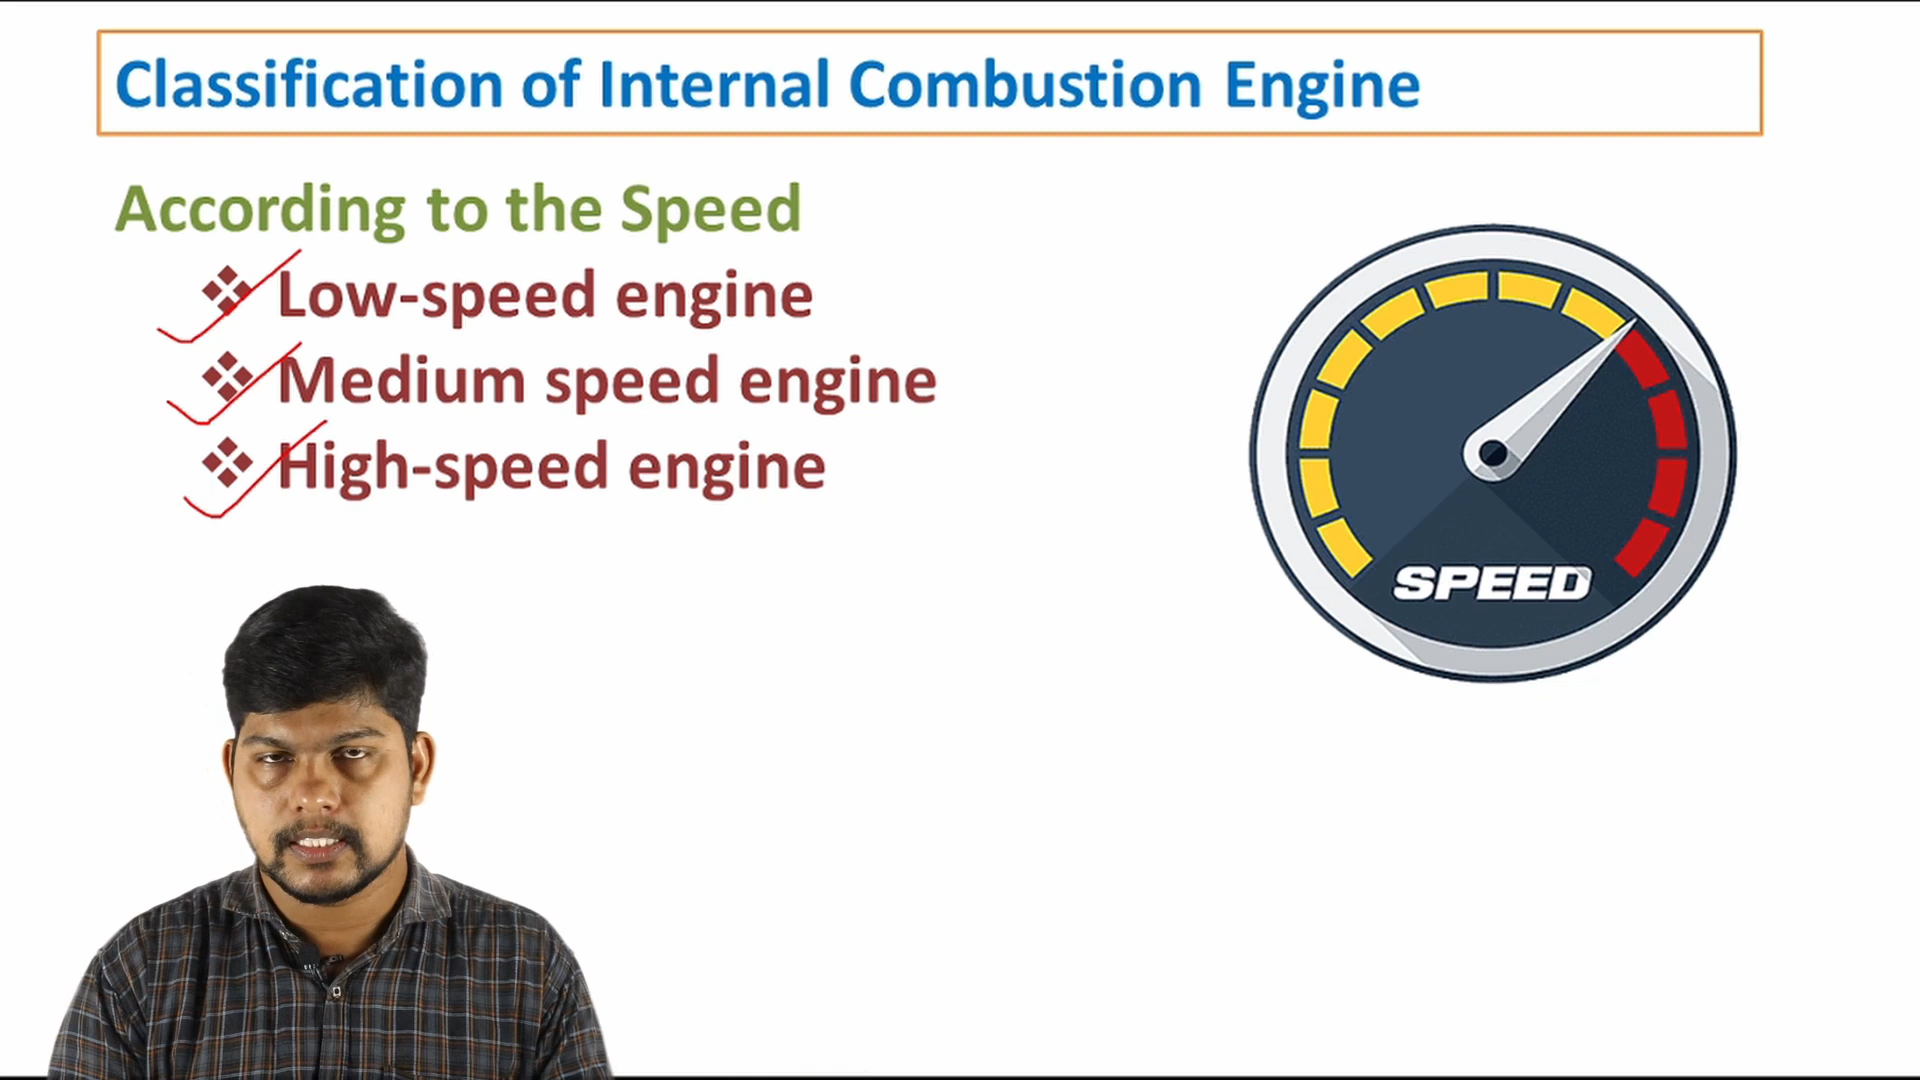 Classification of Internal Combustion Engine
According to the Speed
Low-speed engine
Medium speed engine
High-speed engine
SPEED